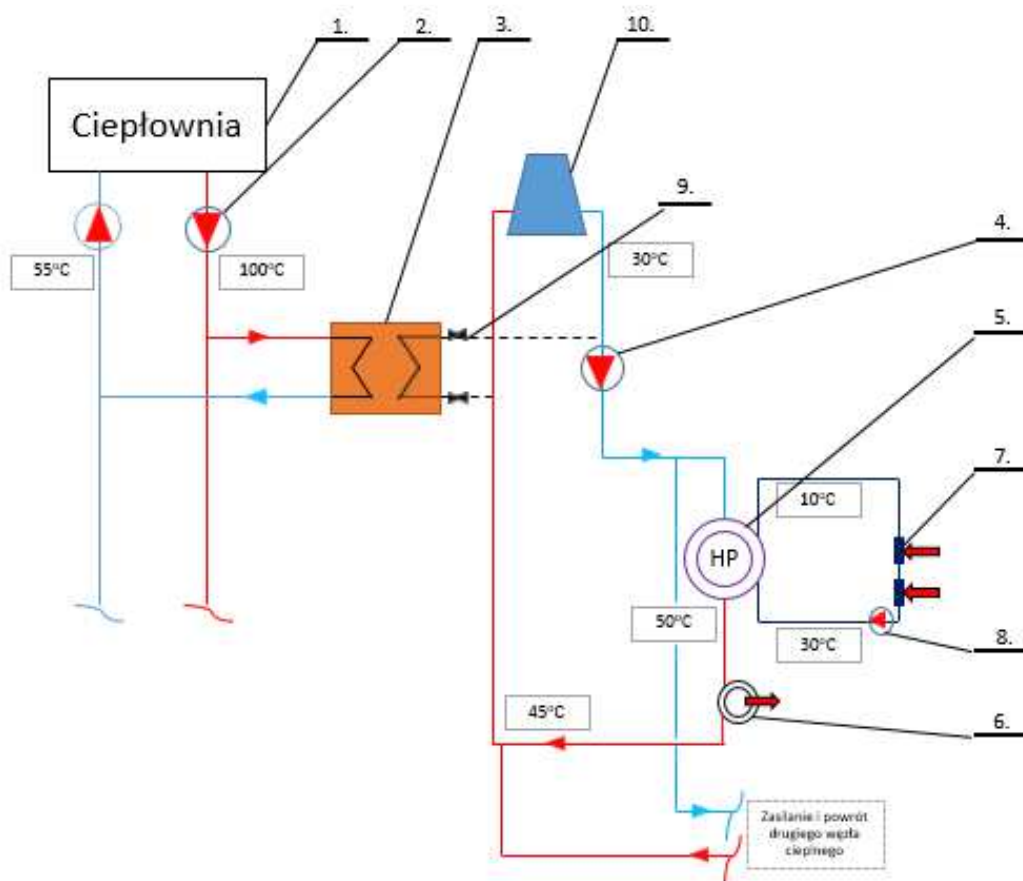 1.
2.
3.
10.
Ciepłownia
9.
4.
55°C
100°C
30°C
5.
7.
10°C
HP
50°C
30°C
8.
45°C
6.
Zasilanie i powrót
drugiego węzła
cieplnego